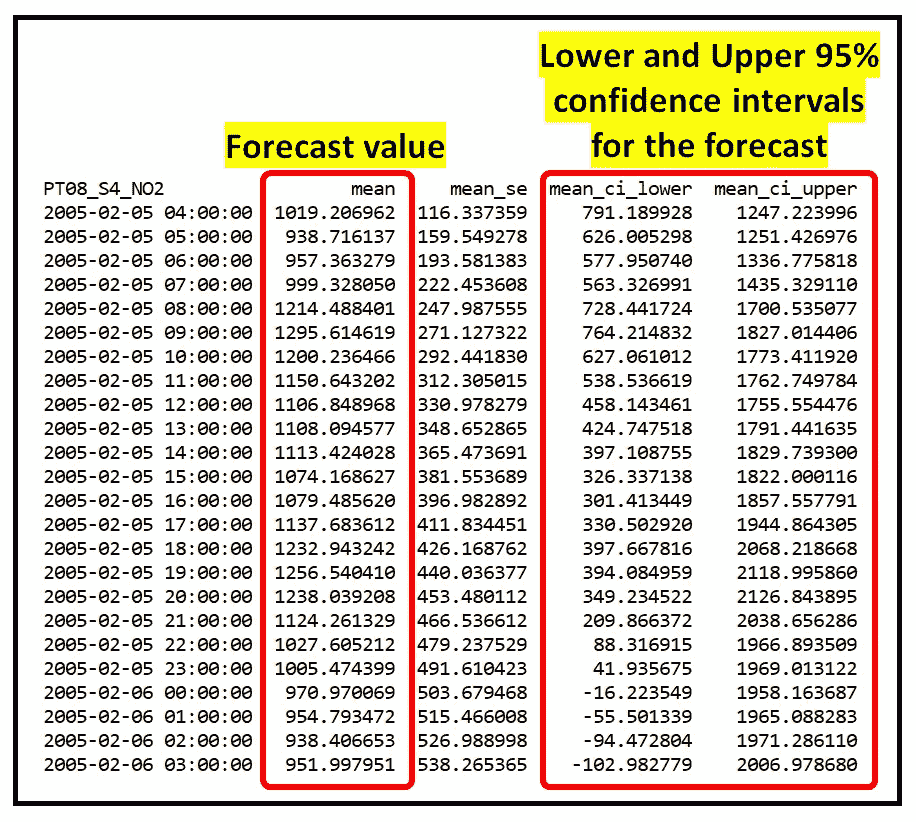 Lower and Upper 95%
confidence intervals
for the forecast
Forecast value
PT08_S4_NO2 mean mean_se mean_ci_lower mean_ci_upper
2005-02-05 04:00:00 1019.206962 116.337359 791.189928 1247.223996
2005-02-05 05:00:00 938.716137 159.549278 626.005298 1251.426976
2005-02-05 06:00:00 957.363279 193.581383 577.950740 1336.775818
2005-02-05 07:00:00 999.328050 222.453608 563.326991 1435.329110
2005-02-05 08:00:00 1214.488401 247.987555 728.441724 1700.535077
2005-02-05 09:00:00 1295.614619 271.127322 764.214832 1827.014406
2005-02-05 10:00:00 1200.236466 292.441830 627.061012 1773.411920
2005-02-05 11:00:00 1150.643202 312.305015 538.536619 1762.749784
2005-02-05 12:00:00 1106.848968 330.978279 458.143461 1755.554476
2005-02-05 13:00:00 1108.094577 348.652865 424.747518 1791.441635
2005-02-05 14:00:00 1113.424028 365.473691 397.108755 1829.739300
2005-02-05 15:00:00 1074.168627 381.553689 326.337138 1822.000116
2005-02-05 16:00:00 1079.485620 396.982892 301.413449 1857.557791
2005-02-05 17:00:00 1137.683612 411.834451 330.502920 1944.864305
2005-02-05 18:00:00 1232.943242 426.168762 397.667816 2068.218668
2005-02-05 19:00:00 1256.540410 440.036377 394.084959 2118.995860
2005-02-05 20:00:00 1238.039208 453.480112 349.234522 2126.843895
2005-02-05 21:00:00 1124.261329 466.536612 209.866372 2038.656286
2005-02-05 22:00:00 1027.605212 479.237529 88.316915 1966.893509
2005-02-05 23:00:00 1005.474399 491.610423 41.935675 1969.013122
2005-02-06 00:00:00 970.970069 503.679468 -16.223549 1958.163687
2005-02-06 01:00:00 954.793472 515.466008 -55.501339 1965.088283
2005-02-06 02:00:00 938.406653 526.988998 -94.472804 1971.286110
2005-02-06 03:00:00 951.997951 538.265365 -102.982779 2006.978680